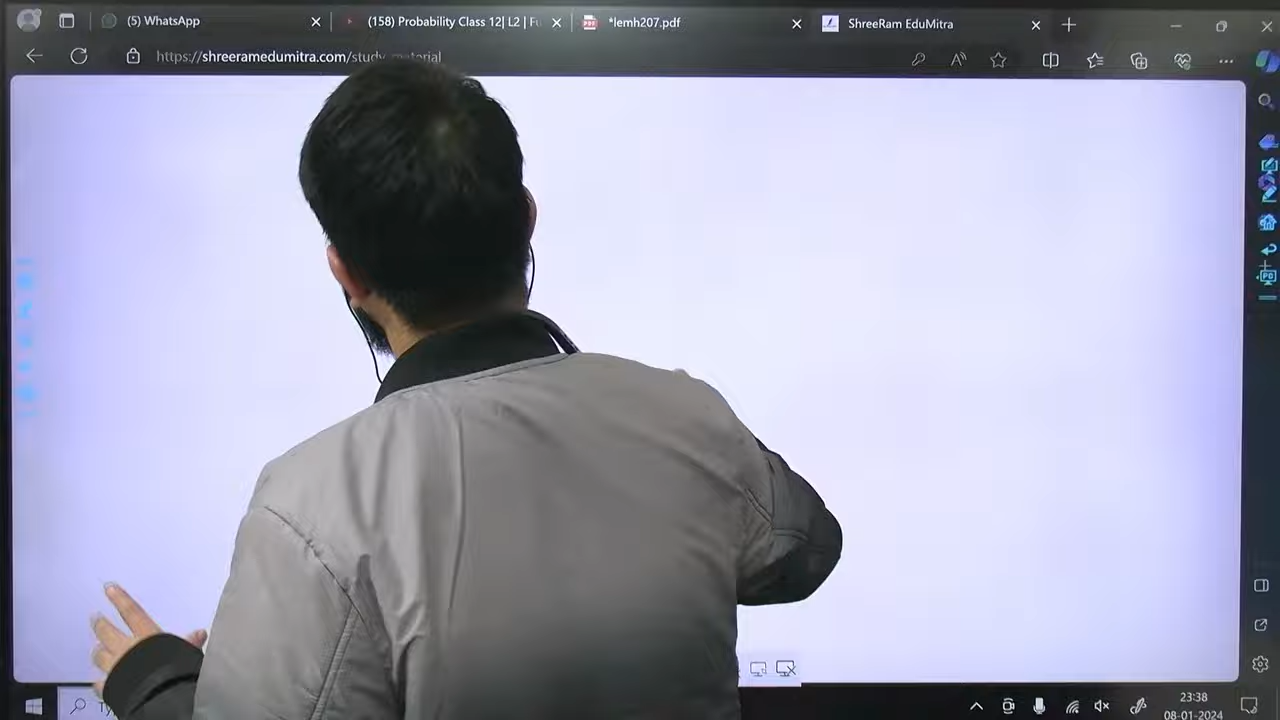 (5) WhatsApp
(158) Probability Class 12| L2 | Fu
*lemh207.pdf
ShreeRam EduMitra
https://shreeramedumitra.com/study_material
23:38
08-01-2024